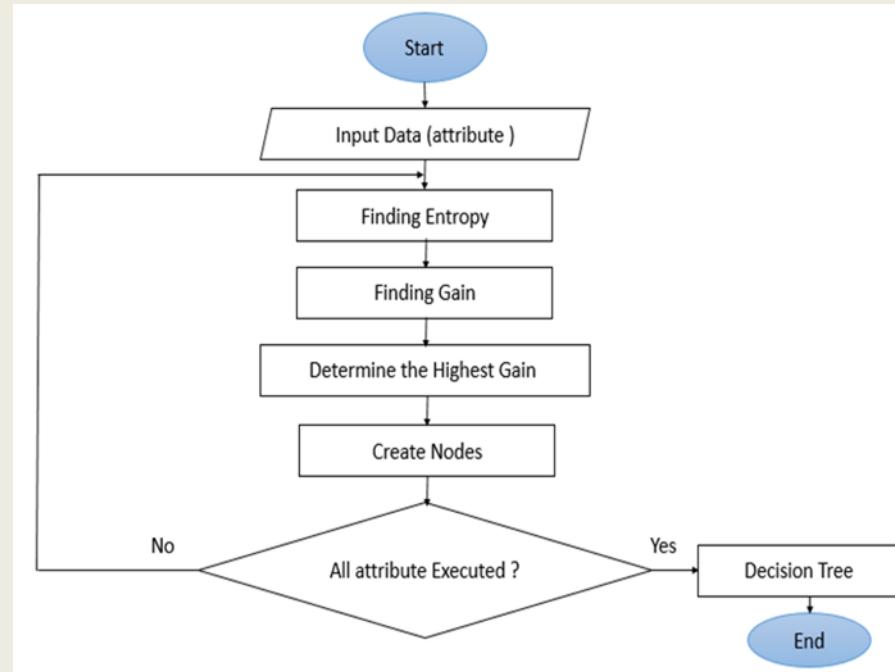 Start
Input Data (attribute )
Finding Entropy
Finding Gain
Determine the Highest Gain
Create Nodes
No
All attribute Executed ?
Yes
Decision Tree
End